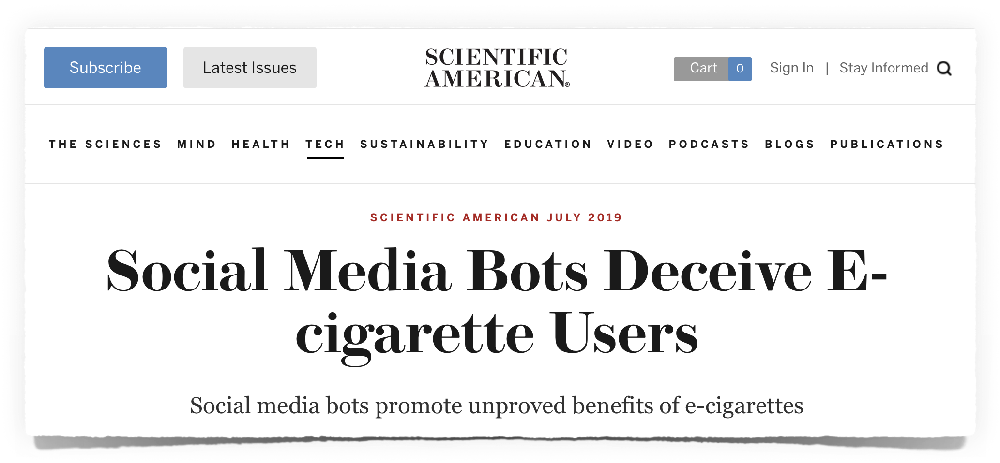 Subscribe
Latest Issues
SCIENTIFIC
AMERICAN®
Cart 0
Sign In | Stay Informed
THE SCIENCES MIND HEALTH TECH SUSTAINABILITY EDUCATION VIDEO PODCASTS BLOGS PUBLICATIONS
SCIENTIFIC AMERICAN JULY 2019
Social Media Bots Deceive E-
cigarette Users
Social media bots promote unproved benefits of e-cigarettes